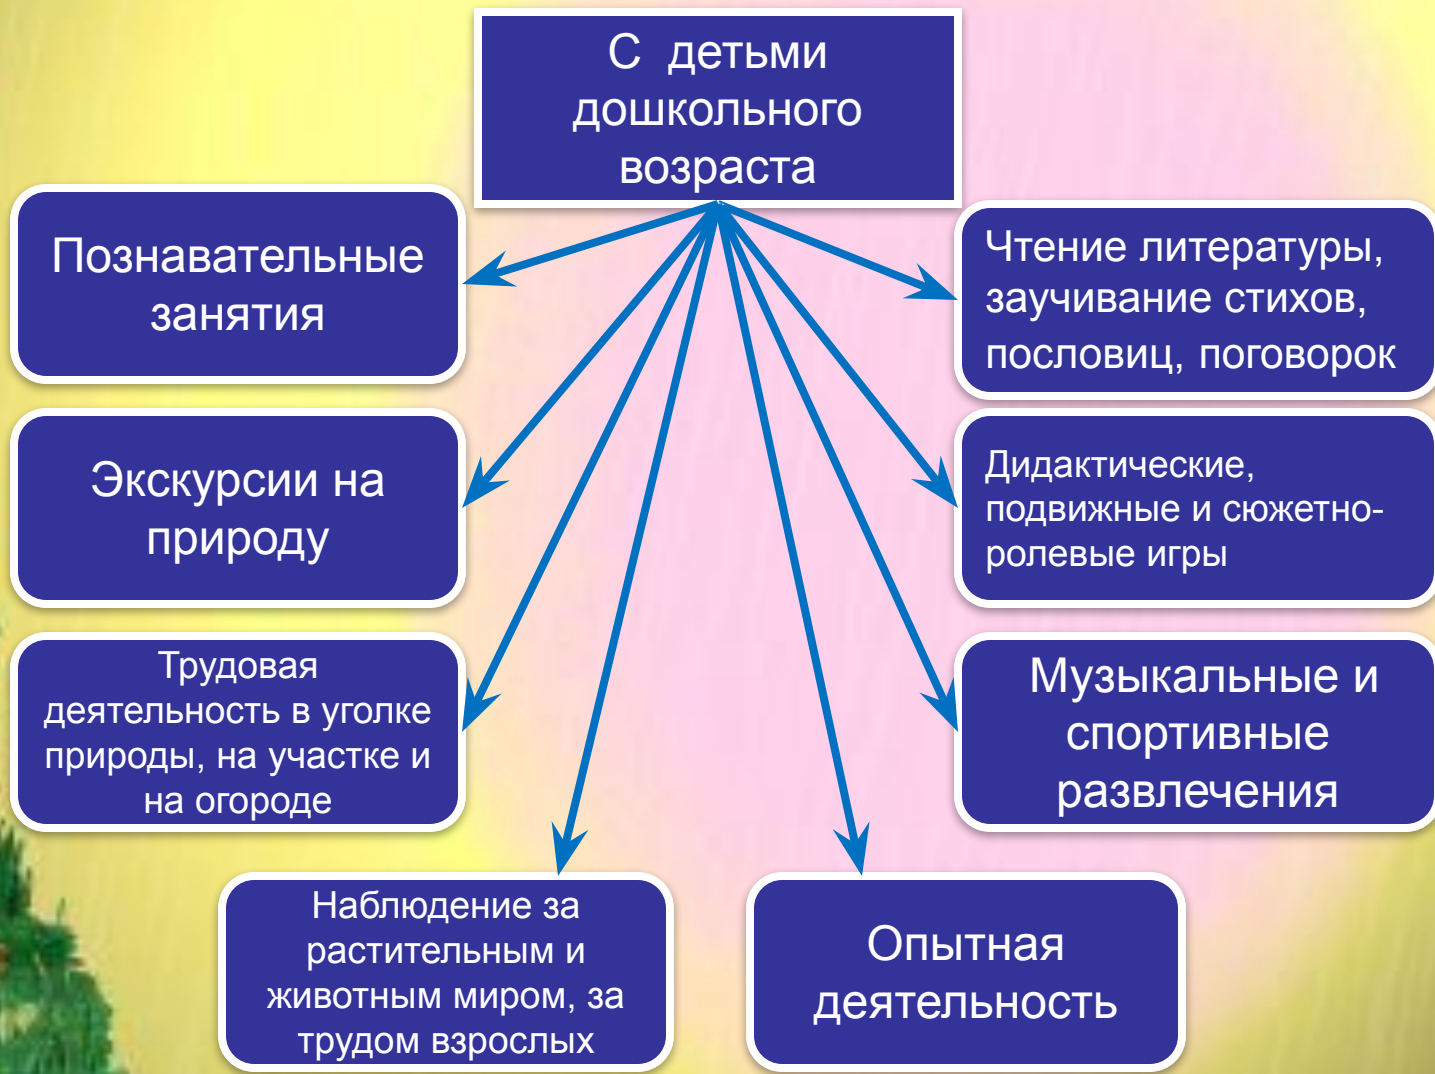 С детьми
дошкольного
возраста
Познавательные
занятия
Экскурсии на
природу
Трудовая
деятельность в уголке
природы, на участке и
на огороде
Наблюдение за
растительным и
животным миром, за
трудом взрослых
Опытная
деятельность
Чтение литературы,
заучивание стихов,
пословиц, поговорок
Дидактические,
подвижные и сюжетно-
ролевые игры
Музыкальные и
спортивные
развлечения